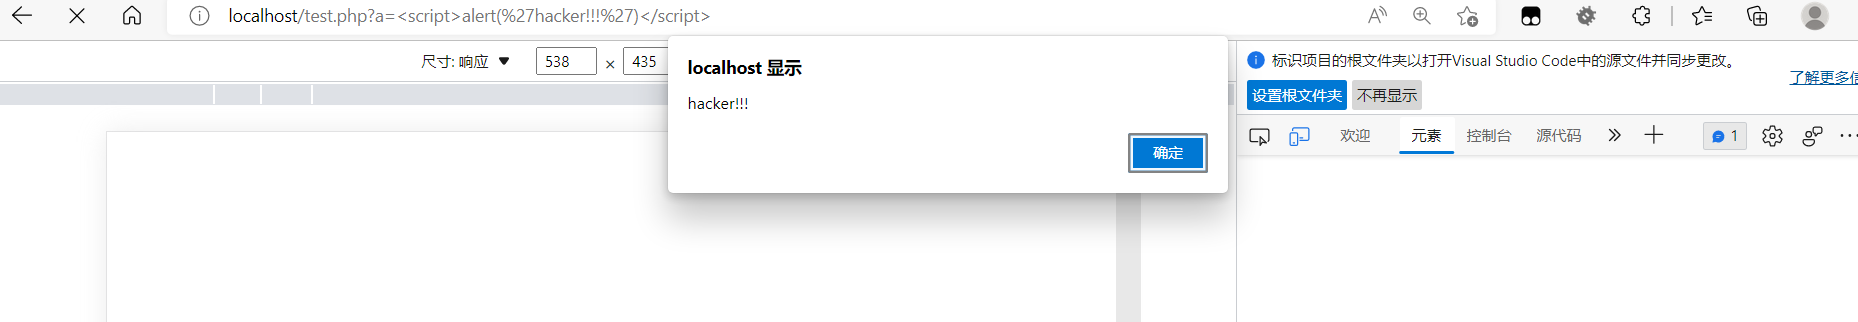 localhost/test.php?a=<script>alert(%27hacker!!!%27)</script>
尺寸: 响应 538 × 435
localhost 显示
hacker!!!
确定
标识项目的根文件夹以打开Visual Studio Code中的源文件并同步更改。
了解更多信
设置根文件夹 不再显示
欢迎 元素 控制台 源代码 1